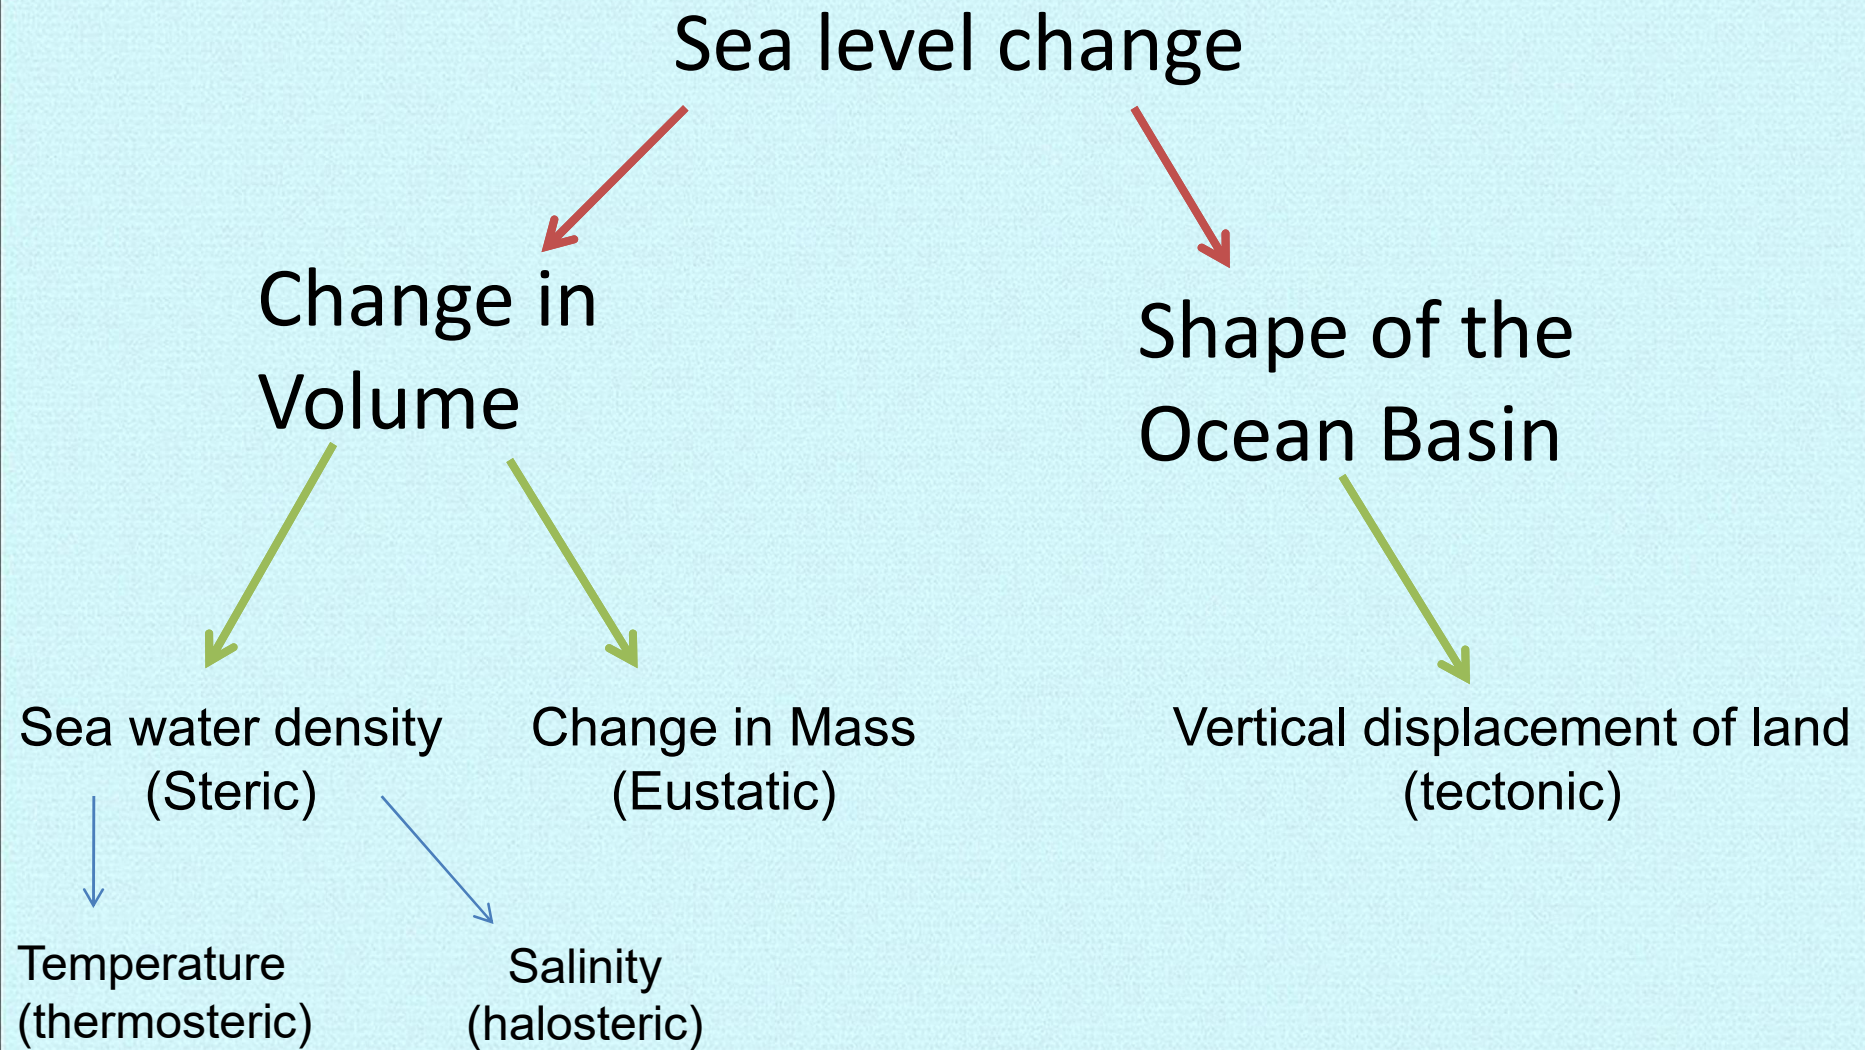 Sea level change
Change in
Volume
Shape of the
Ocean Basin
Sea water density
(Steric)
Change in Mass
(Eustatic)
Vertical displacement of land
(tectonic)
Temperature
(thermosteric)
Salinity
(halosteric)